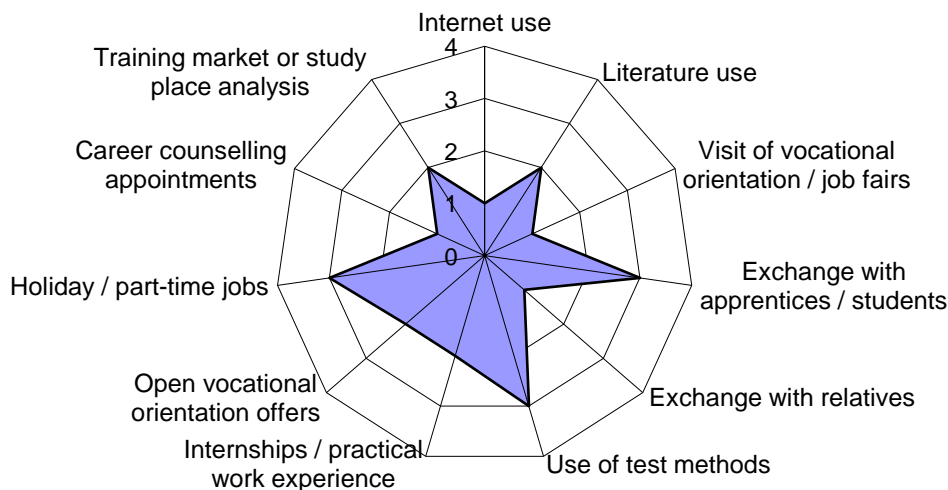 Internet use
4
Training market or study
place analysis
Literature use
3
2
Career counselling
appointments
Visit of vocational
orientation / job fairs
1
0
Holiday / part-time jobs
Exchange with
apprentices / students
Open vocational
orientation offers
Exchange with relatives
Internships / practical
work experience
Use of test methods